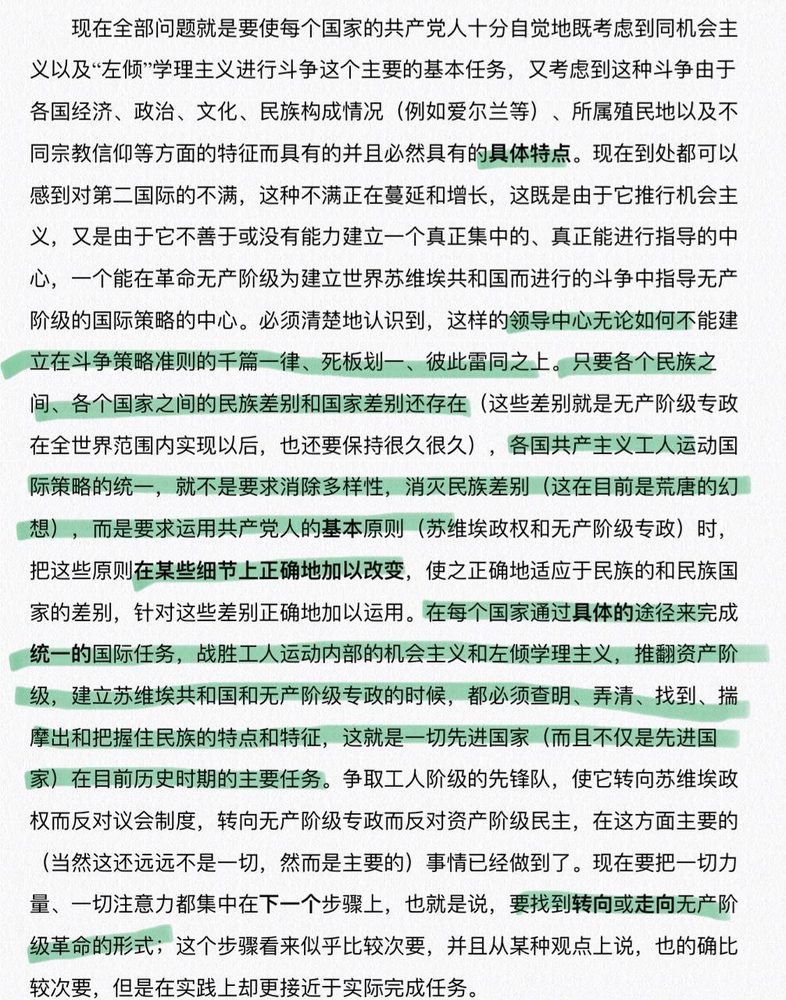 现在全部问题就是要使每个国家的共产党人十分自觉地既考虑到同机会主
义以及“左倾”学理主义进行斗争这个主要的基本任务，又考虑到这种斗争由于
各国经济、政治、文化、民族构成情况（例如爱尔兰等）、所属殖民地以及不
同宗教信仰等方面的特征而具有的并且必然具有的具体特点。现在到处都可以
感到对第二国际的不满，这种不满正在蔓延和增长，这既是由于它推行机会主
义，又是由于它不善于或没有能力建立一个真正集中的、真正能进行指导的中
心，一个能在革命无产阶级为建立世界苏维埃共和国而进行的斗争中指导无产
阶级的国际策略的中心。必须清楚地认识到，这样的领导中心无论如何不能建
立在斗争策略准则的千篇一律、死板划一、彼此雷同之上。只要各个民族之
间、各个国家之间的民族差别和国家差别还存在（这些差别就是无产阶级专政
在全世界范围内实现以后，也还要保持很久很久），各国共产主义工人运动国
际策略的统一，就不是要求消除多样性，消灭民族差别（这在目前是荒唐的幻
想），而是要求运用共产党人的基本原则（苏维埃政权和无产阶级专政）时，
把这些原则在某些细节上正确地加以改变，使之正确地适应于民族的和民族国
家的差别，针对这些差别正确地加以运用。在每个国家通过具体的途径来完成
统一的国际任务，战胜工人运动内部的机会主义和左倾学理主义，推翻资产阶
级，建立苏维埃共和国和无产阶级专政的时候，都必须查明、弄清、找到、揣
摩出和把握住民族的特点和特征，这就是一切先进国家（而且不仅是先进国
家）在目前历史时期的主要任务。争取工人阶级的先锋队，使它转向苏维埃政
权而反对议会制度，转向无产阶级专政而反对资产阶级民主，在这方面主要的
（当然这还远远不是一切，然而是主要的）事情已经做到了。现在要把一切力
量、一切注意力都集中在下一个步骤上，也就是说，要找到转向或走向无产阶
级革命的形式；这个步骤看来似乎比较次要，并且从某种观点上说，也的确比
较次要，但是在实践上却更接近于实际完成任务。